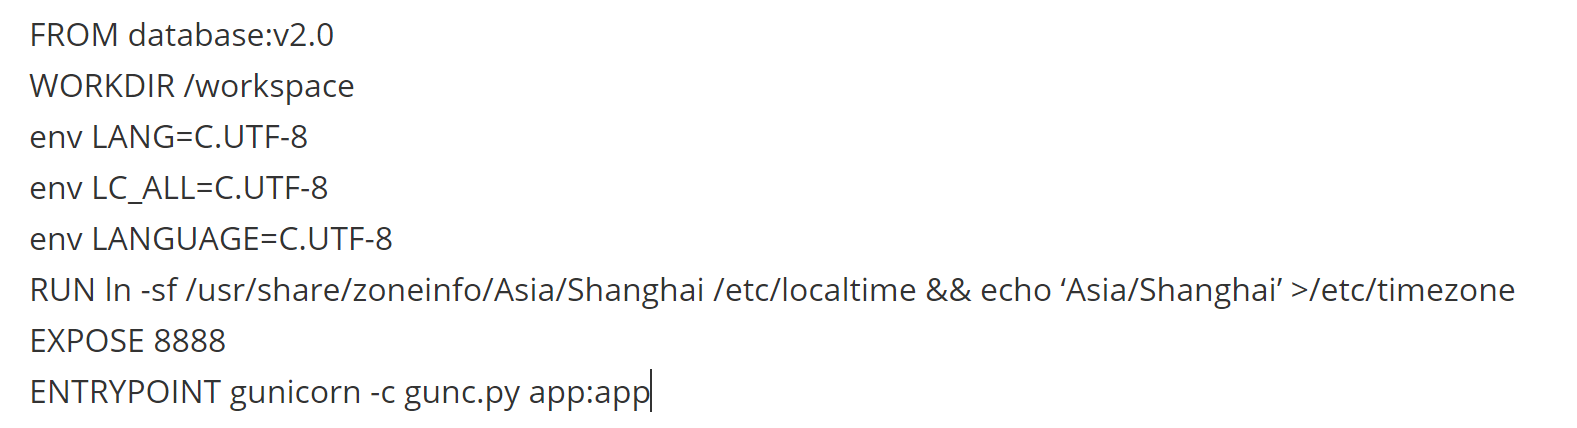 FROM database:v2.0
WORKDIR /workspace
env LANG=C.UTF-8
env LC_ALL=C.UTF-8
env LANGUAGE=C.UTF-8
RUN ln -sf /usr/share/zoneinfo/Asia/Shanghai /etc/localtime && echo ‘Asia/Shanghai’ >/etc/timezone
EXPOSE 8888
ENTRYPOINT gunicorn -c gunc.py app:app